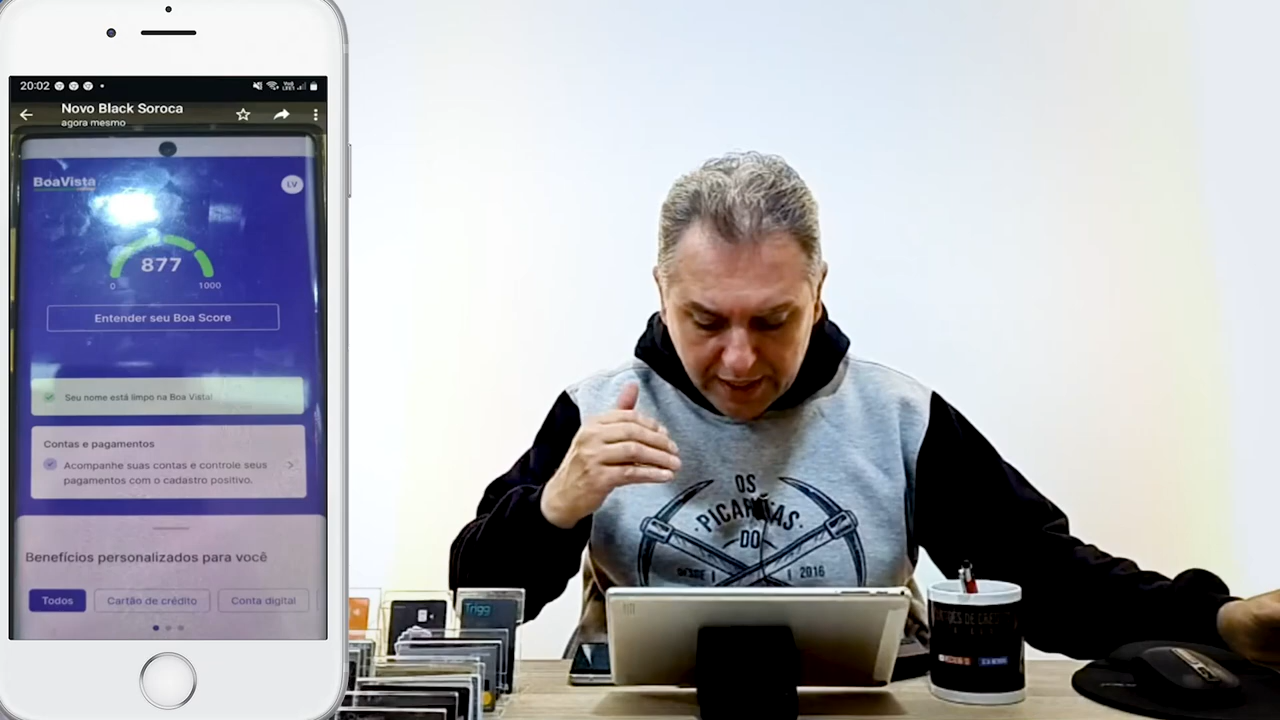 20:02
Novo Black Soroca
agora mesmo
BoaVista
LV
877
0 1000
Entender seu Boa Score
Seu nome está limpo na Boa Vista!
Contas e pagamentos
Acompanhe suas contas e controle seus
pagamentos com o cadastro positivo.
Benefícios personalizados para você
Todos
Cartão de crédito
Conta digital
OS
PICARETAS
DO
DESDE 2016
Trigg